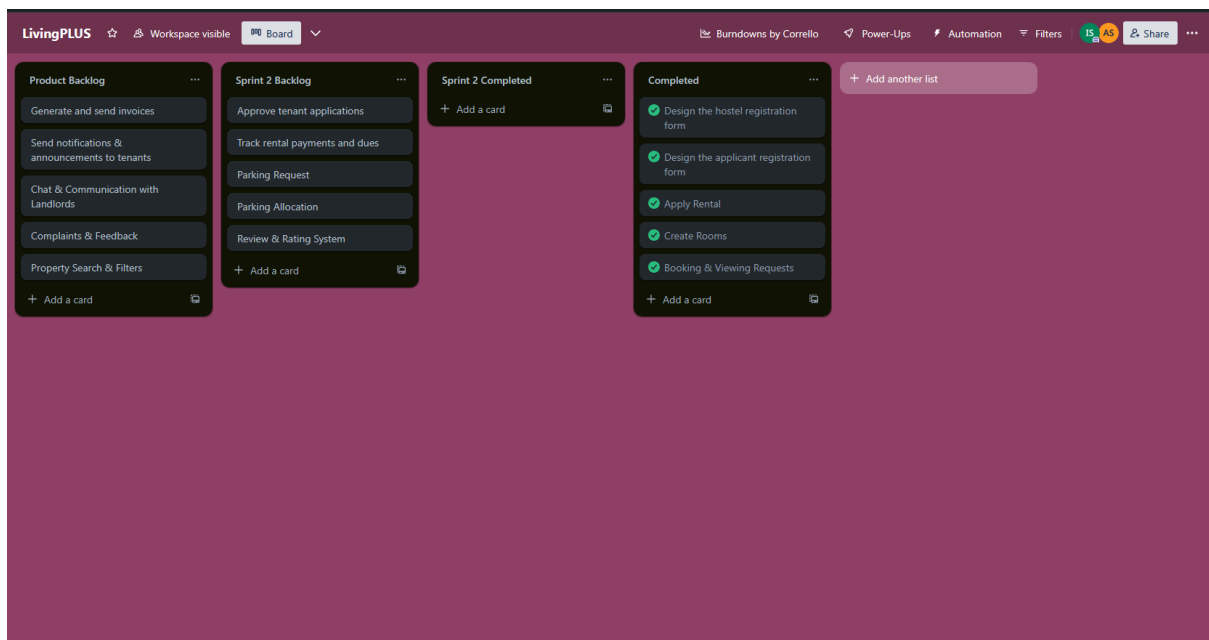 LivingPLUS
Workspace visible
Board
Burndowns by Corrello
Power-Ups
Automation
Filters
IS
AS
Share
Product Backlog
Generate and send invoices
Send notifications &
announcements to tenants
Chat & Communication with
Landlords
Complaints & Feedback
Property Search & Filters
+ Add a card
Sprint 2 Backlog
Approve tenant applications
Track rental payments and dues
Parking Request
Parking Allocation
Review & Rating System
+ Add a card
Sprint 2 Completed
+ Add a card
Completed
Design the hostel registration
form
Design the applicant registration
form
Apply Rental
Create Rooms
Booking & Viewing Requests
+ Add a card
+ Add another list